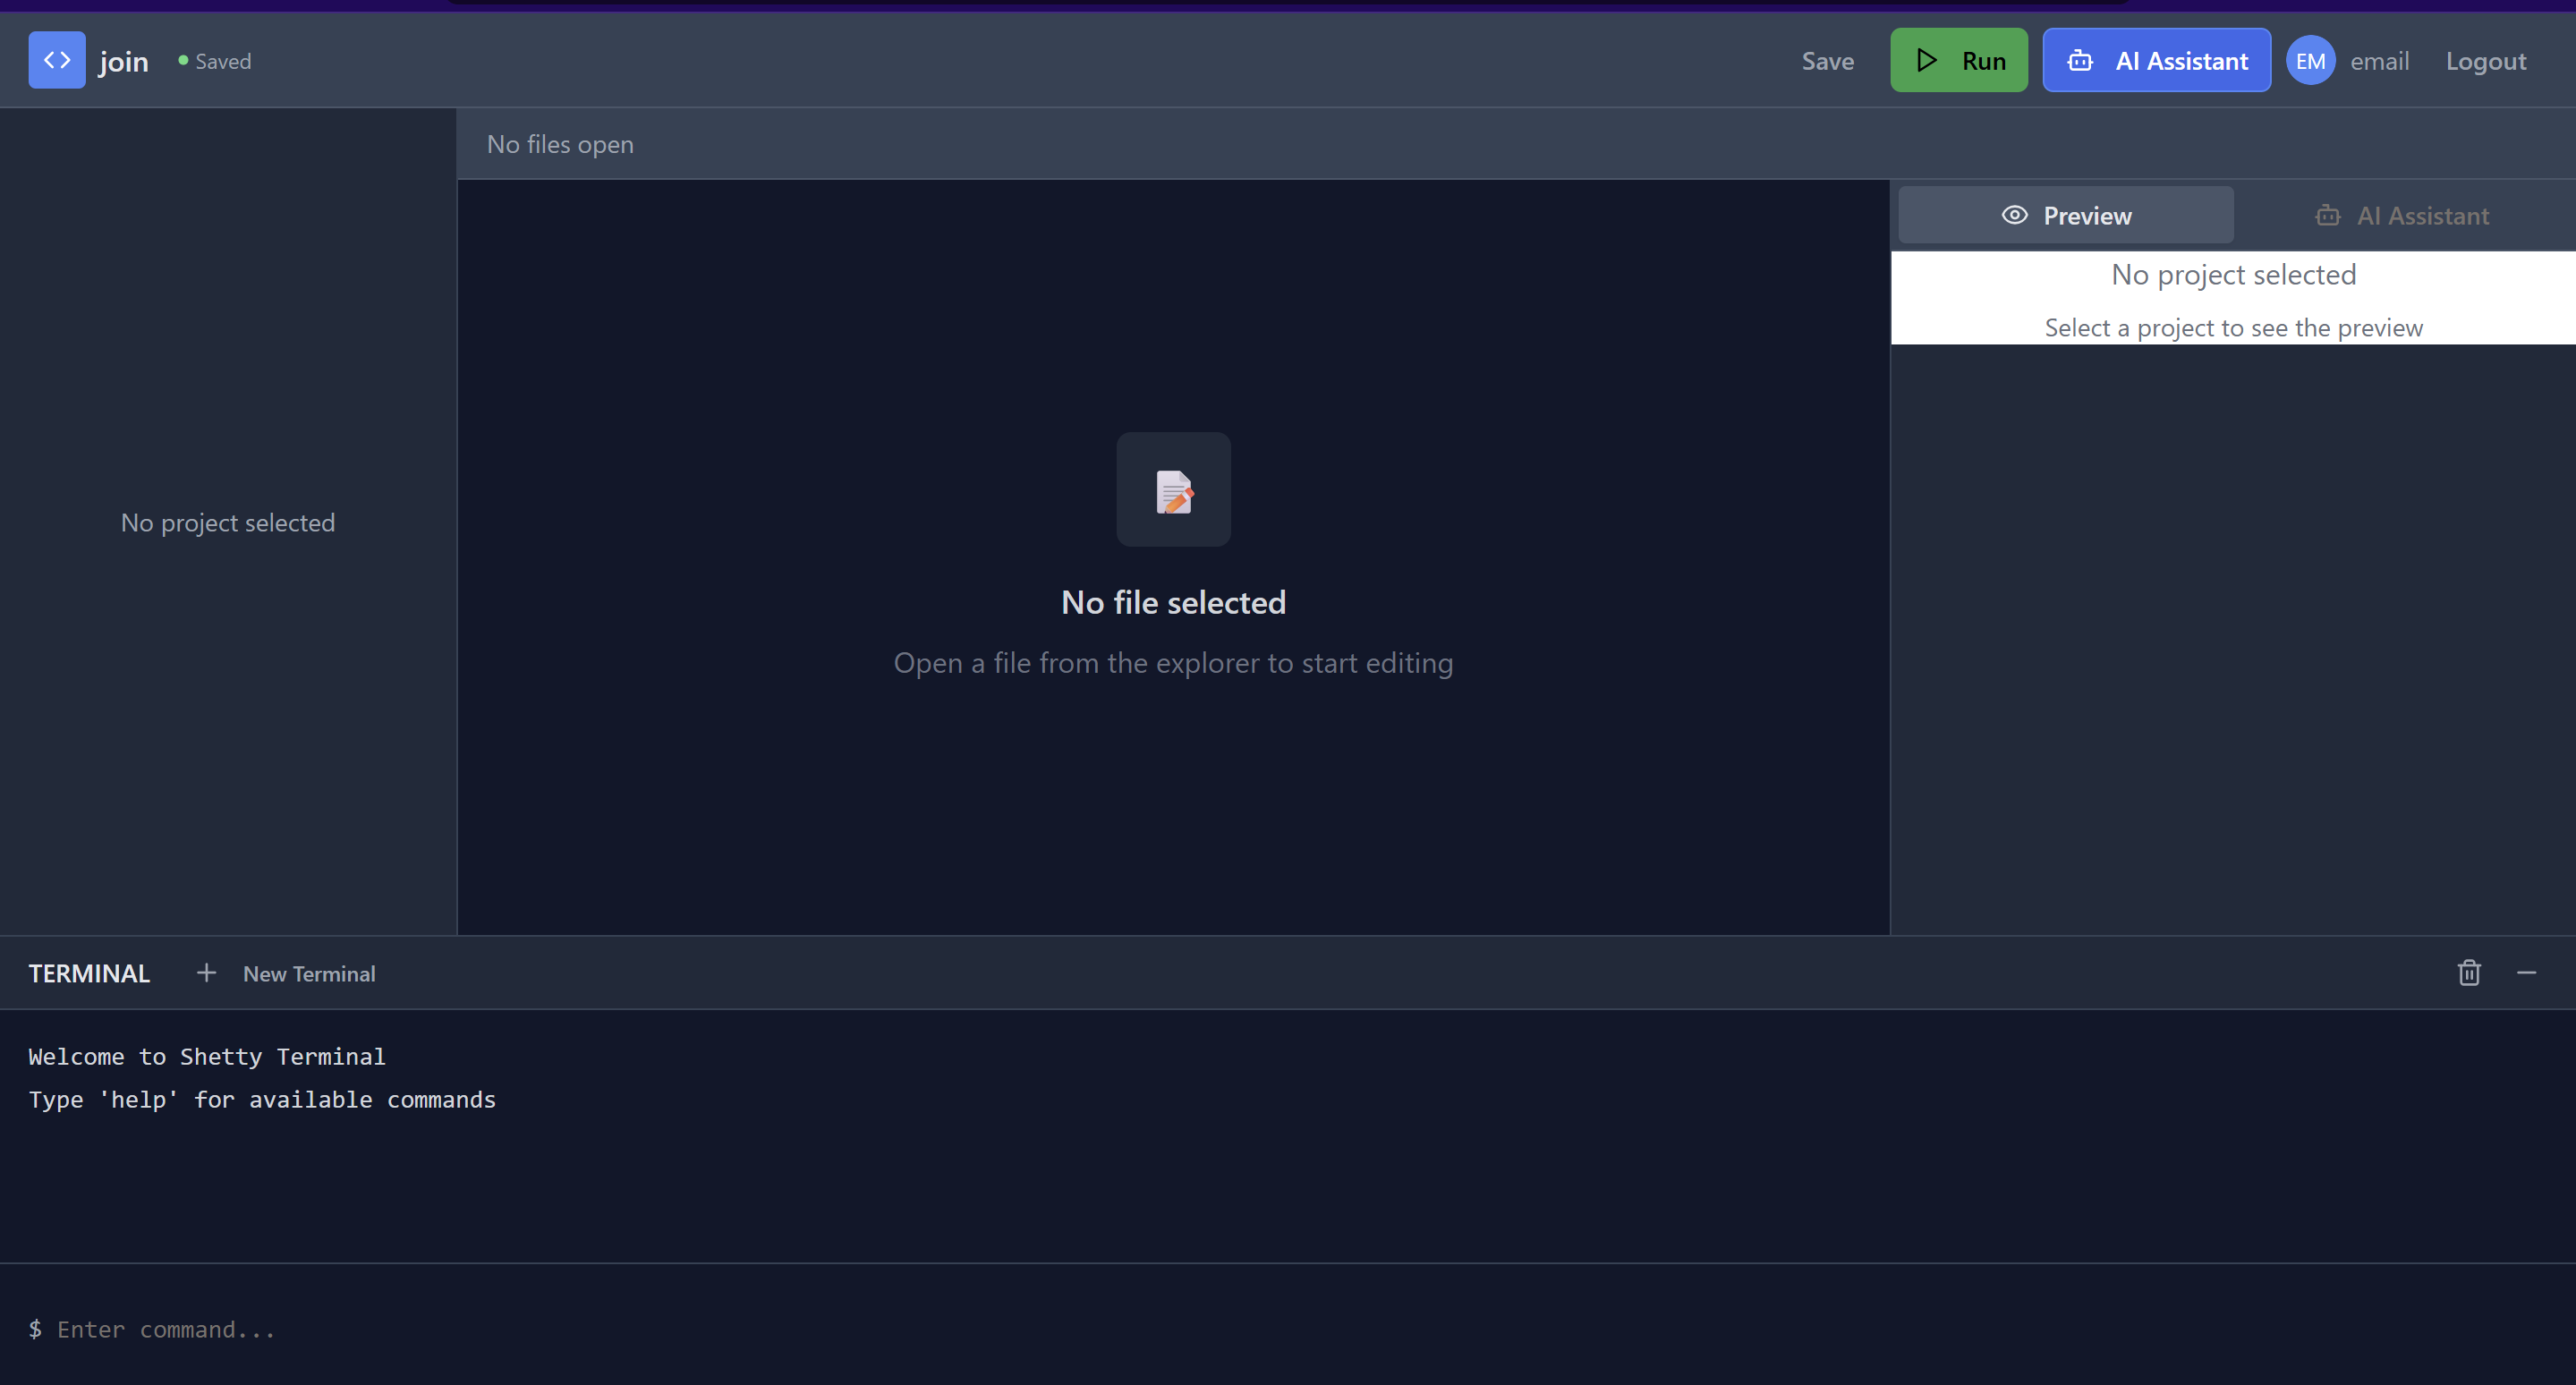 join
Saved
Save
Run
AI Assistant
EM
email
Logout
No files open
No project selected
No file selected
Open a file from the explorer to start editing
Preview
AI Assistant
No project selected
Select a project to see the preview
TERMINAL
New Terminal
Welcome to Shetty Terminal
Type 'help' for available commands
$ Enter command...